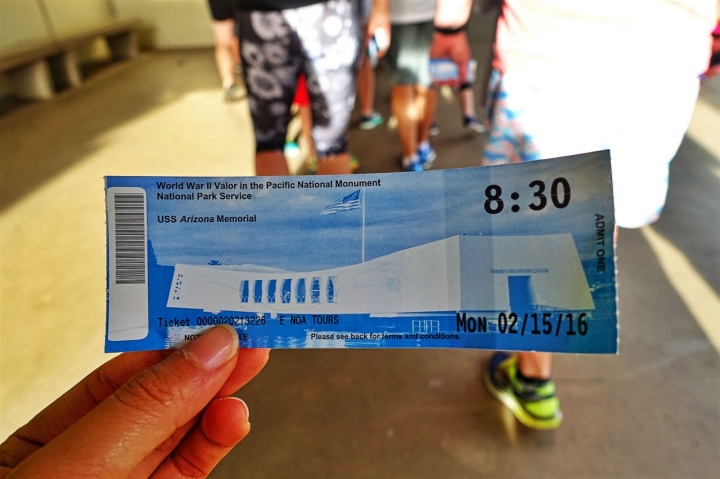 World War II Valor in the Pacific National Monument
National Park Service
8:30
USS Arizona Memorial
ADMIT ONE
Ticket 0000020213226 E NOA TOURS
Mon 02/15/16
Please see back for terms and conditions.